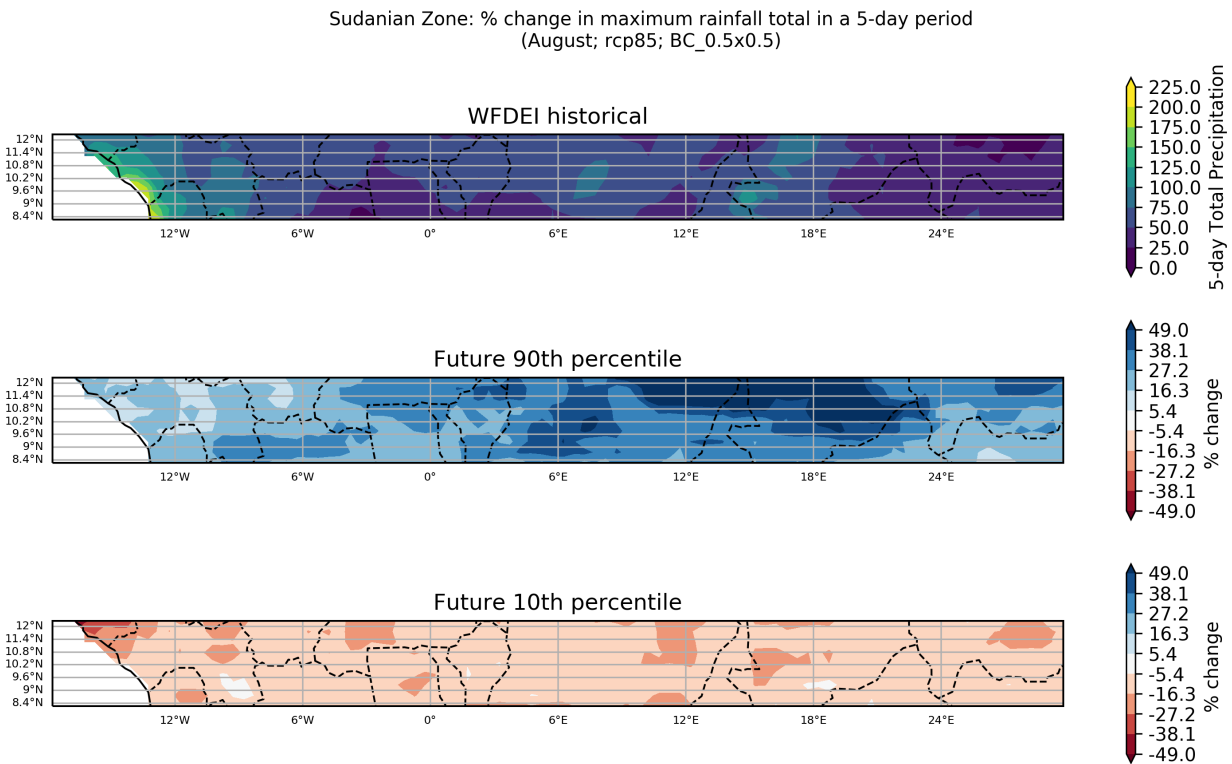 Sudanian Zone: % change in maximum rainfall total in a 5-day period
(August; rcp85; BC_0.5x0.5)
WFDEI historical
12°N
11.4°N
10.8°N
10.2°N
9.6°N
9°N
8.4°N
12°W
6°W
0°
6°E
12°E
18°E
24°E
225.0
200.0
175.0
150.0
125.0
100.0
75.0
50.0
25.0
0.0
5-day Total Precipitation
Future 90th percentile
12°N
11.4°N
10.8°N
10.2°N
9.6°N
9°N
8.4°N
12°W
6°W
0°
6°E
12°E
18°E
24°E
49.0
38.1
27.2
16.3
5.4
-5.4
-16.3
-27.2
-38.1
-49.0
% change
Future 10th percentile
12°N
11.4°N
10.8°N
10.2°N
9.6°N
9°N
8.4°N
12°W
6°W
0°
6°E
12°E
18°E
24°E
49.0
38.1
27.2
16.3
5.4
-5.4
-16.3
-27.2
-38.1
-49.0
% change